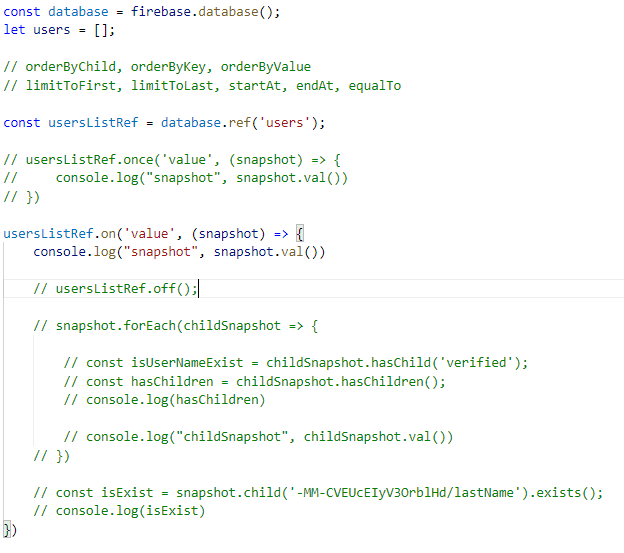 const database = firebase.database();
let users = [];
// orderByChild, orderByKey, orderByValue
// limitToFirst, limitToLast, startAt, endAt, equalTo
const usersListRef = database.ref('users');
// usersListRef.once('value', (snapshot) => {
//     console.log("snapshot", snapshot.val())
// })
usersListRef.on('value', (snapshot) => {
    console.log("snapshot", snapshot.val())
    // usersListRef.off();
    // snapshot.forEach(childSnapshot => {
        // const isUserNameExist = childSnapshot.hasChild('verified');
        // const hasChildren = childSnapshot.hasChildren();
        // console.log(hasChildren)
        // console.log("childSnapshot", childSnapshot.val())
    // })
    // const isExist = snapshot.child('-MM-CVEUcEIyV3OrblHd/lastName').exists();
    // console.log(isExist)
})